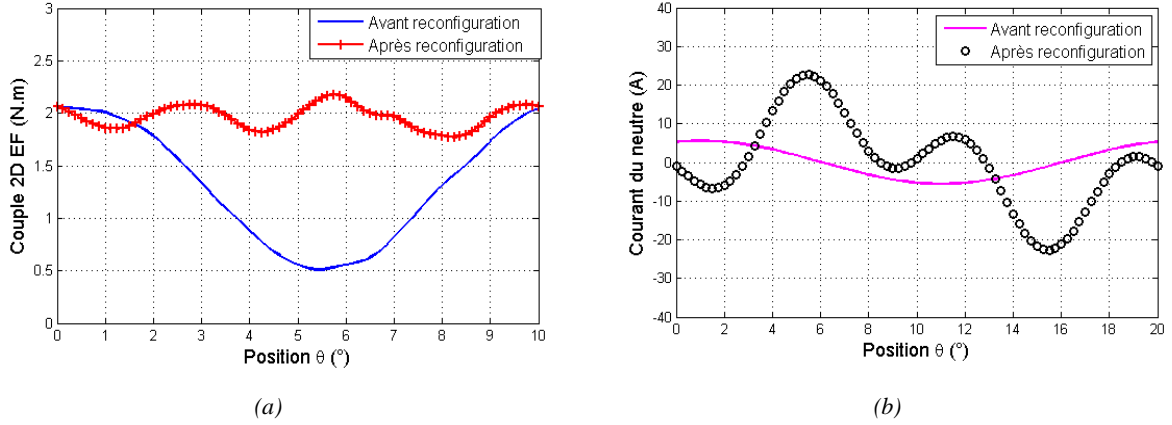 3
2.5
2
1.5
1
0.5
0
0 1 2 3 4 5 6 7 8 9 10
Couple 2D EF (N.m)
Position θ (°)
Avant reconfiguration
Après reconfiguration
(a)
40
30
20
10
0
-10
-20
-30
-40
0 2 4 6 8 10 12 14 16 18 20
Courant du neutre (A)
Position θ (°)
Avant reconfiguration
Après reconfiguration
(b)